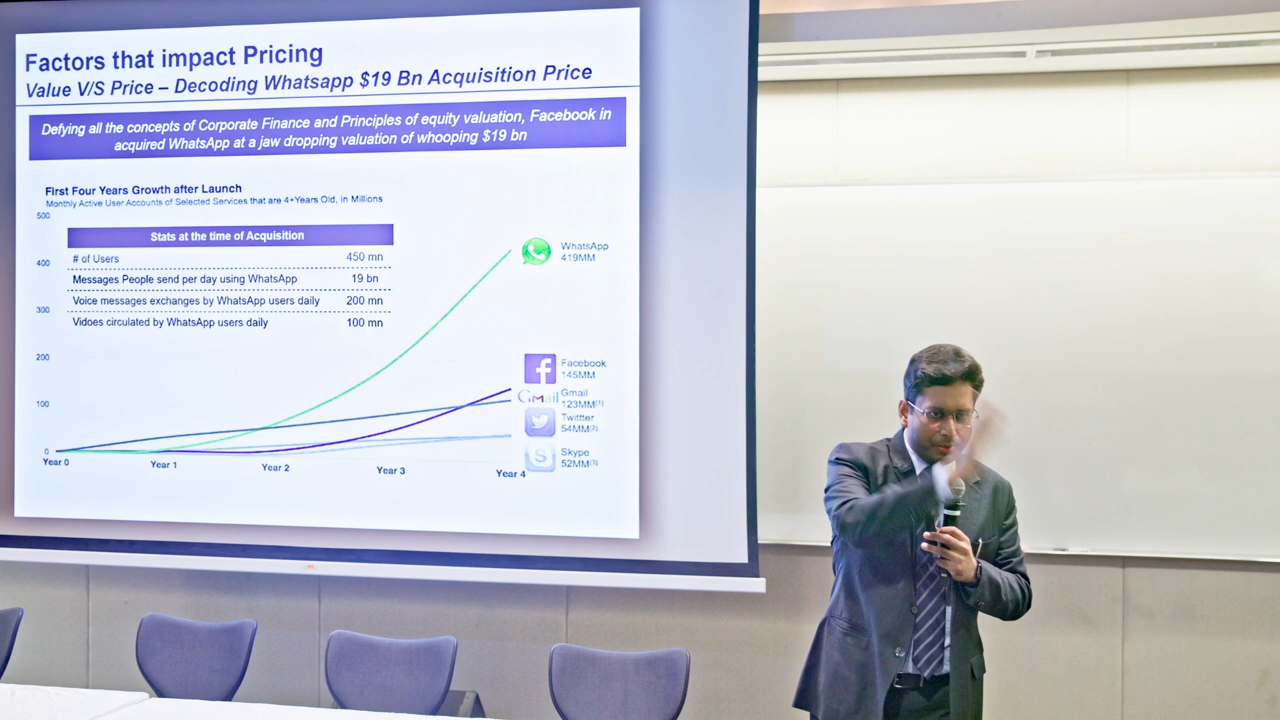 Factors that impact Pricing
Value V/S Price – Decoding Whatsapp $19 Bn Acquisition Price
Defying all the concepts of Corporate Finance and Principles of equity valuation, Facebook in
acquired WhatsApp at a jaw dropping valuation of whooping $19 bn
First Four Years Growth after Launch
Monthly Active User Accounts of Selected Services that are 4+Years Old, in Millions
500
Stats at the time of Acquisition
# of Users 450 mn
Messages People send per day using WhatsApp 19 bn
Voice messages exchanges by WhatsApp users daily 200 mn
Vidoes circulated by WhatsApp users daily 100 mn
400
300
200
100
0
Year 0 Year 1 Year 2 Year 3 Year 4
WhatsApp
419MM
Facebook
145MM
Gmail
Gmail
123MM(1)
Twittter
54MM(2)
Skype
52MM(3)